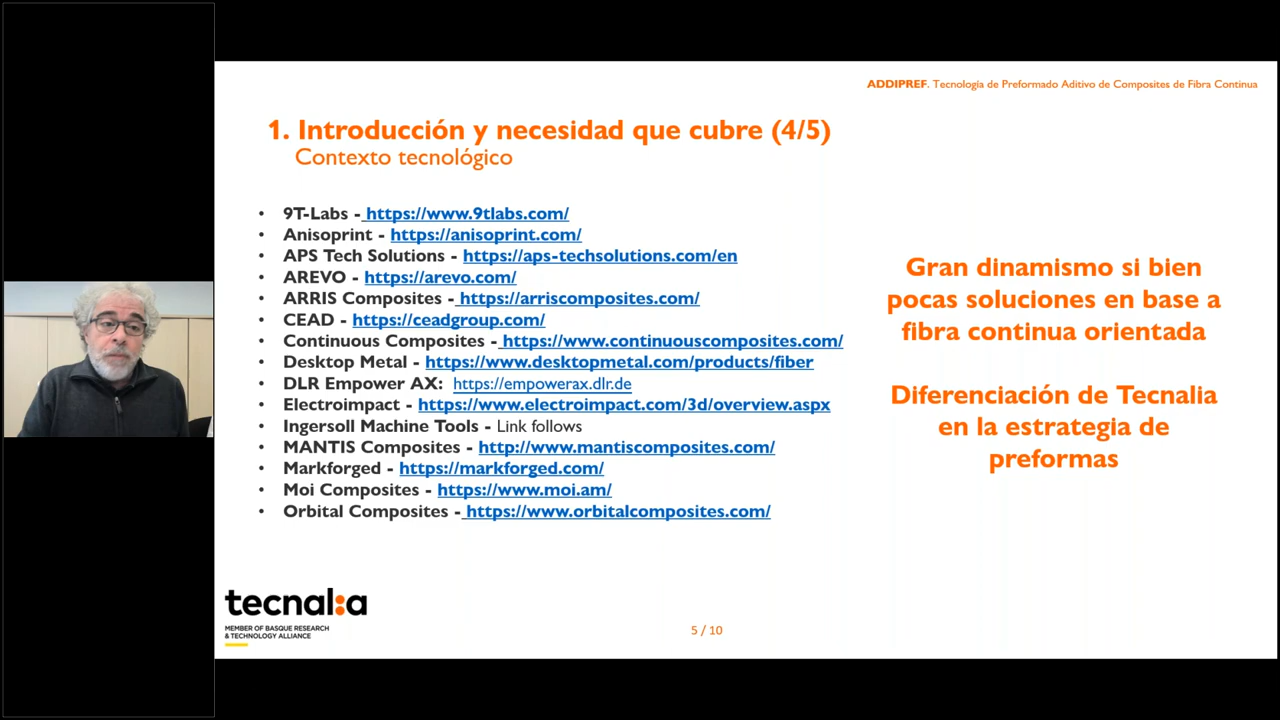 ADDIPREF. Tecnología de Preformado Aditivo de Composites de Fibra Continua
1. Introducción y necesidad que cubre (4/5)
Contexto tecnológico
• 9T-Labs - https://www.9tlabs.com/
• Anisoprint - https://anisoprint.com/
• APS Tech Solutions - https://aps-techsolutions.com/en
• AREVO - https://arevo.com/
• ARRIS Composites - https://arriscomposites.com/
• CEAD - https://ceadgroup.com/
• Continuous Composites - https://www.continuouscomposites.com/
• Desktop Metal - https://www.desktopmetal.com/products/fiber
• DLR Empower AX: https://empowerax.dlr.de
• Electroimpact - https://www.electroimpact.com/3d/overview.aspx
• Ingersoll Machine Tools - Link follows
• MANTIS Composites - http://www.mantiscomposites.com/
• Markforged - https://markforged.com/
• Moi Composites - https://www.moi.am/
• Orbital Composites - https://www.orbitalcomposites.com/
Gran dinamismo si bien
pocas soluciones en base a
fibra continua orientada
Diferenciación de Tecnalia
en la estrategia de
preformas
tecnal:a
MEMBER OF BASQUE RESEARCH
& TECHNOLOGY ALLIANCE
5 / 10